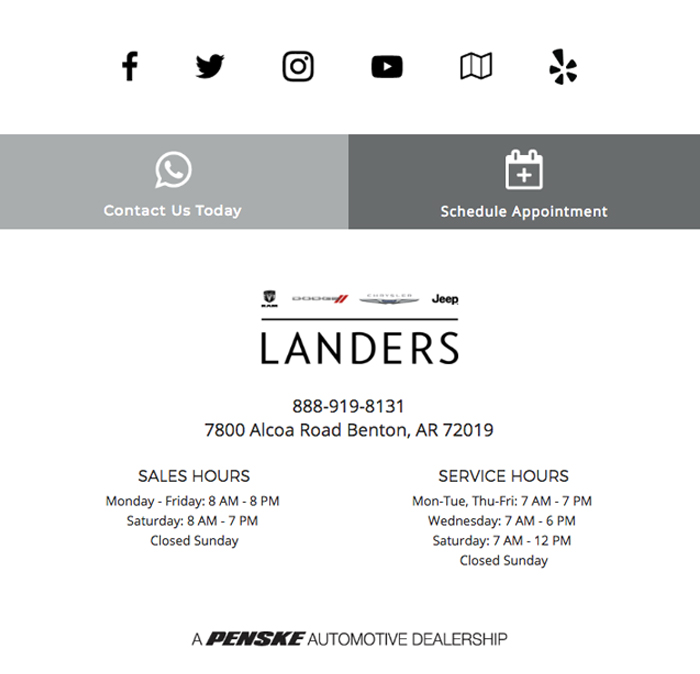 Contact Us Today
Schedule Appointment
RAM DODGE CHRYSLER Jeep
LANDERS
888-919-8131
7800 Alcoa Road Benton, AR 72019
SALES HOURS
Monday - Friday: 8 AM - 8 PM
Saturday: 8 AM - 7 PM
Closed Sunday
SERVICE HOURS
Mon-Tue, Thu-Fri: 7 AM - 7 PM
Wednesday: 7 AM - 6 PM
Saturday: 7 AM - 12 PM
Closed Sunday
A PENSKE AUTOMOTIVE DEALERSHIP